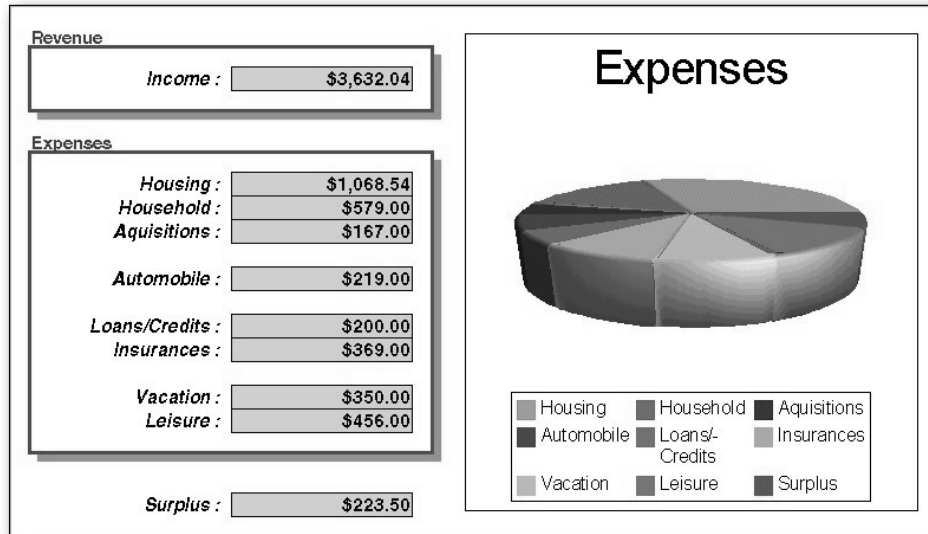 Revenue
Income : $3,632.04
Expenses
Housing : $1,068.54
Household : $579.00
Aquisitions : $167.00
Automobile : $219.00
Loans/Credits : $200.00
Insurances : $369.00
Vacation : $350.00
Leisure : $456.00
Surplus : $223.50
Expenses
Housing Household Aquisitions
Automobile Loans/- Insurances
Credits
Vacation Leisure Surplus